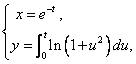 x = e^{-t},
y = ∫_0^t ln(1+u^2)du,